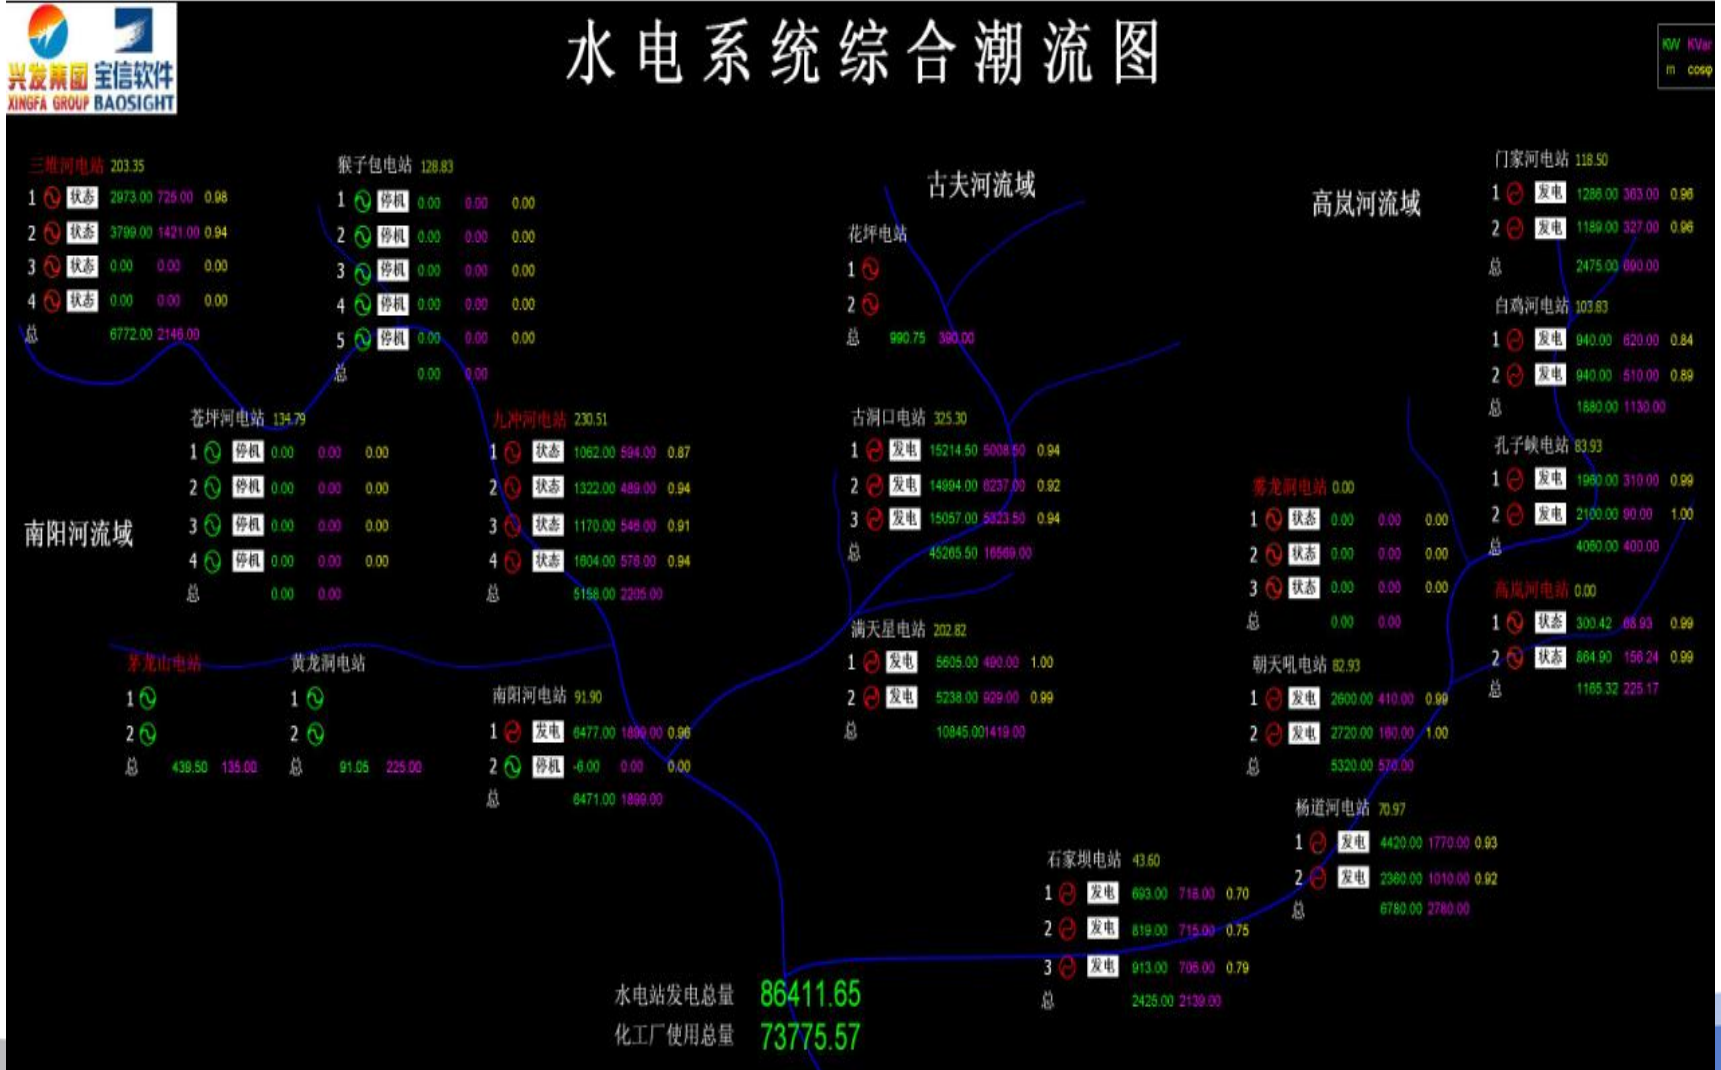 兴发集团 宝信软件
XINGFA GROUP BAOSIGHT
水电系统综合潮流图
KW KVar
m cosφ
三堆河电站 203.35
1 状态 2973.00 725.00 0.98
2 状态 3799.00 1421.00 0.94
3 状态 0.00 0.00 0.00
4 状态 0.00 0.00 0.00
总 6772.00 2146.00
猴子包电站 128.83
1 停机 0.00 0.00 0.00
2 停机 0.00 0.00 0.00
3 停机 0.00 0.00 0.00
4 停机 0.00 0.00 0.00
5 停机 0.00 0.00 0.00
总 0.00 0.00
古夫河流域
花坪电站
1
2
总 990.75 390.00
高岚河流域
门家河电站 118.50
1 发电 1286.00 363.00 0.96
2 发电 1189.00 327.00 0.96
总 2475.00 690.00
白鸡河电站 103.83
1 发电 940.00 620.00 0.84
2 发电 940.00 510.00 0.89
总 1880.00 1130.00
苍坪河电站 134.79
1 停机 0.00 0.00 0.00
2 停机 0.00 0.00 0.00
3 停机 0.00 0.00 0.00
4 停机 0.00 0.00 0.00
总 0.00 0.00
九冲河电站 230.51
1 状态 1062.00 594.00 0.87
2 状态 1322.00 489.00 0.94
3 状态 1170.00 546.00 0.91
4 状态 1604.00 576.00 0.94
总 5158.00 2205.00
古洞口电站 325.30
1 发电 15214.50 5008.50 0.94
2 发电 14994.00 6237.00 0.92
3 发电 15057.00 5323.50 0.94
总 45265.50 16569.00
孔子峡电站 83.93
1 发电 1960.00 310.00 0.99
2 发电 2100.00 90.00 1.00
总 4060.00 400.00
南阳河流域
雾龙洞电站 0.00
1 状态 0.00 0.00 0.00
2 状态 0.00 0.00 0.00
3 状态 0.00 0.00 0.00
总 0.00 0.00
高岚河电站 0.00
1 状态 300.42 68.93 0.99
2 状态 864.90 156.24 0.99
总 1165.32 225.17
茅龙山电站
1
2
总 439.50 135.00
黄龙洞电站
1
2
总 91.05 225.00
南阳河电站 91.90
1 发电 6477.00 1899.00 0.96
2 停机 -6.00 0.00 0.00
总 6471.00 1899.00
满天星电站 202.82
1 发电 5605.00 490.00 1.00
2 发电 5238.00 929.00 0.99
总 10845.00 1419.00
朝天吼电站 82.93
1 发电 2600.00 410.00 0.99
2 发电 2720.00 160.00 1.00
总 5320.00 570.00
杨道河电站 70.97
1 发电 4420.00 1770.00 0.93
2 发电 2360.00 1010.00 0.92
总 6780.00 2780.00
石家坝电站 43.60
1 发电 693.00 718.00 0.70
2 发电 819.00 715.00 0.75
3 发电 913.00 706.00 0.79
总 2425.00 2139.00
水电站发电总量 86411.65
化工厂使用总量 73775.57